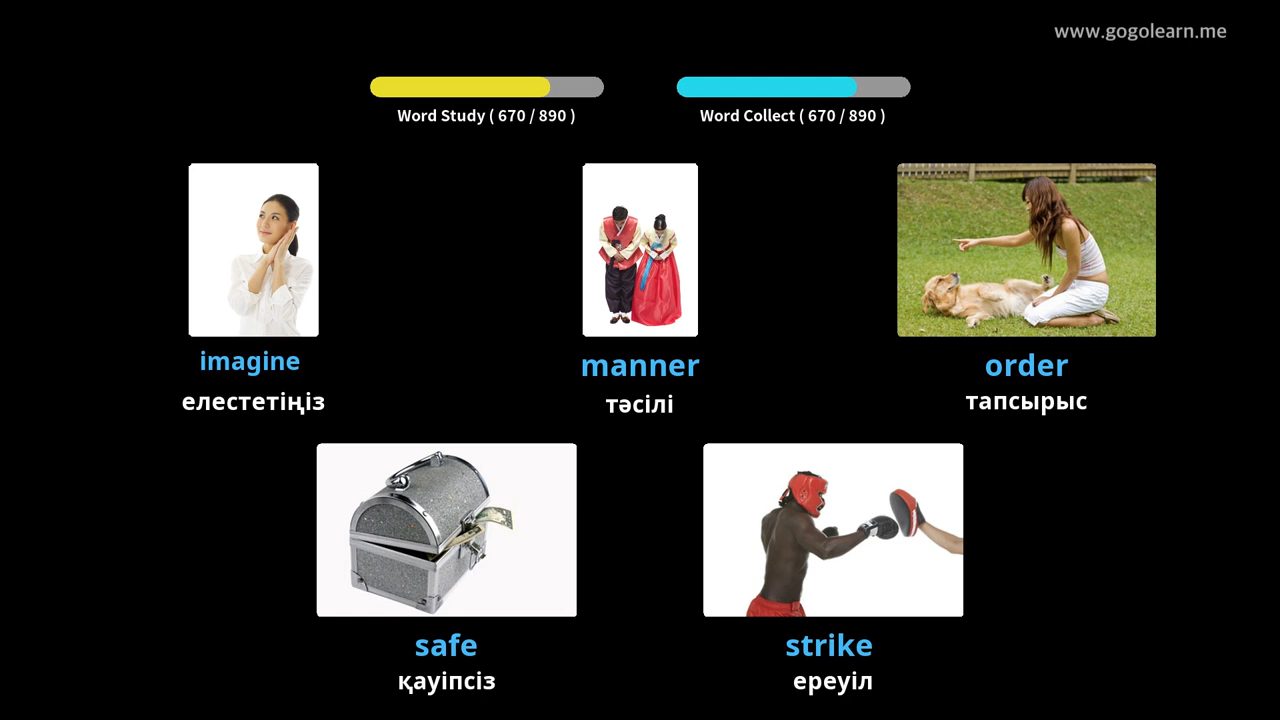 www.gogolearn.me
Word Study ( 670 / 890 )
Word Collect ( 670 / 890 )
imagine
елестетіңіз
manner
тәсілі
order
тапсырыс
safe
қауіпсіз
strike
ереуіл